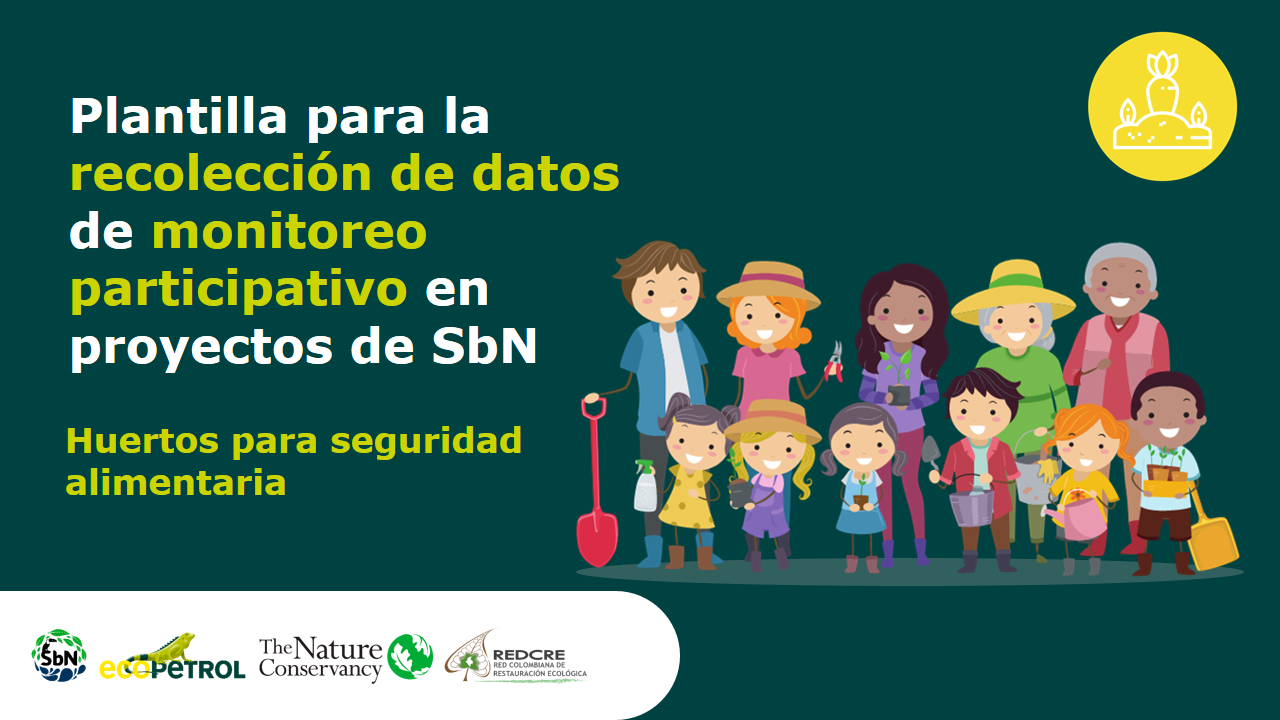 Plantilla para la
recolección de datos
de monitoreo
participativo en
proyectos de SbN
Huertos para seguridad
alimentaria
SbN
ecopetrol
The Nature
Conservancy
REDCRE
RED COLOMBIANA DE
RESTAURACIÓN ECOLÓGICA